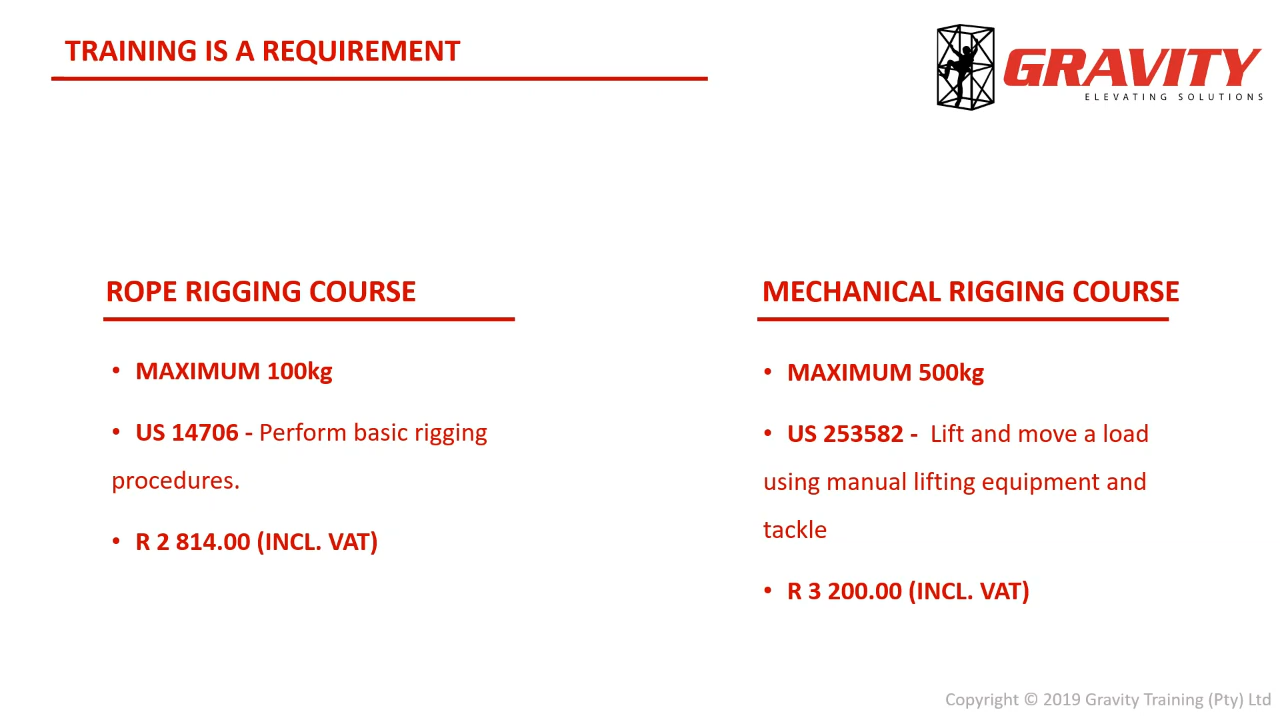 TRAINING IS A REQUIREMENT
GRAVITY
ELEVATING SOLUTIONS
ROPE RIGGING COURSE
• MAXIMUM 100kg
• US 14706 - Perform basic rigging
procedures.
• R 2 814.00 (INCL. VAT)
MECHANICAL RIGGING COURSE
• MAXIMUM 500kg
• US 253582 - Lift and move a load
using manual lifting equipment and
tackle
• R 3 200.00 (INCL. VAT)
Copyright © 2019 Gravity Training (Pty) Ltd